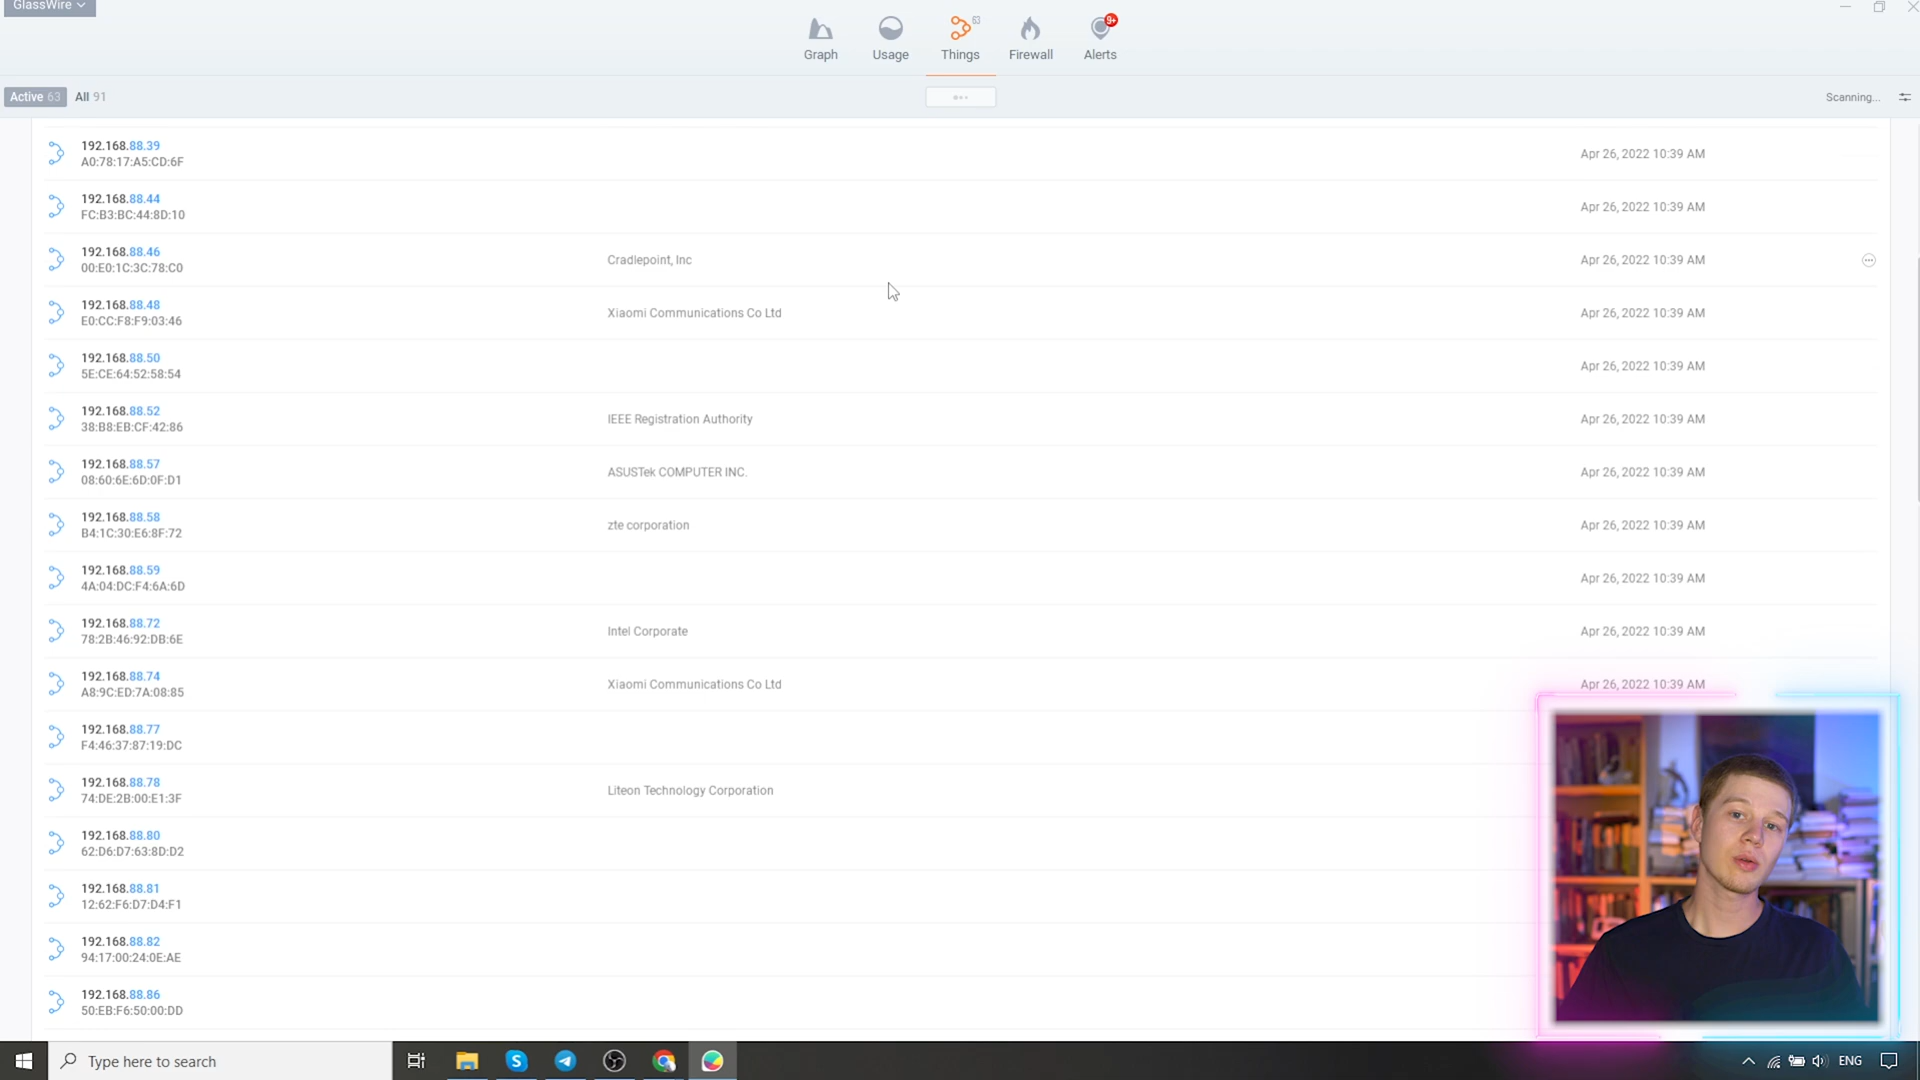 GlassWire
Graph
Usage
Things
63
Firewall
Alerts
9+
Active 63
All 91
Scanning...
192.168.88.39
A0:78:17:A5:CD:6F
Apr 26, 2022 10:39 AM
192.168.88.44
FC:B3:BC:44:8D:10
Apr 26, 2022 10:39 AM
192.168.88.46
00:E0:1C:3C:78:C0
Cradlepoint, Inc
Apr 26, 2022 10:39 AM
192.168.88.48
E0:CC:F8:F9:03:46
Xiaomi Communications Co Ltd
Apr 26, 2022 10:39 AM
192.168.88.50
5E:CE:64:52:58:54
Apr 26, 2022 10:39 AM
192.168.88.52
38:B8:EB:CF:42:86
IEEE Registration Authority
Apr 26, 2022 10:39 AM
192.168.88.57
08:60:6E:6D:0F:D1
ASUSTek COMPUTER INC.
Apr 26, 2022 10:39 AM
192.168.88.58
B4:1C:30:E6:8F:72
zte corporation
Apr 26, 2022 10:39 AM
192.168.88.59
4A:04:DC:F4:6A:6D
Apr 26, 2022 10:39 AM
192.168.88.72
78:2B:46:92:DB:6E
Intel Corporate
Apr 26, 2022 10:39 AM
192.168.88.74
A8:9C:ED:7A:08:85
Xiaomi Communications Co Ltd
Apr 26, 2022 10:39 AM
192.168.88.77
F4:46:37:87:19:DC
192.168.88.78
74:DE:2B:00:E1:3F
Liteon Technology Corporation
192.168.88.80
62:D6:D7:63:8D:D2
192.168.88.81
12:62:F6:D7:D4:F1
192.168.88.82
94:17:00:24:0E:AE
192.168.88.86
50:EB:F6:50:00:DD
Type here to search
ENG